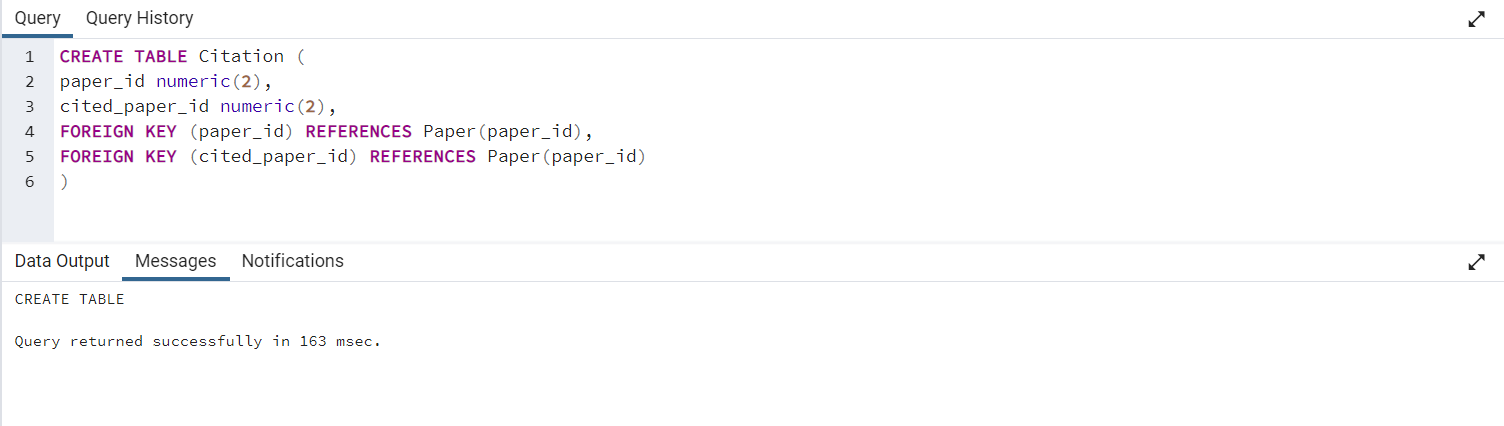 Query Query History
1 CREATE TABLE Citation (
2 paper_id numeric(2),
3 cited_paper_id numeric(2),
4 FOREIGN KEY (paper_id) REFERENCES Paper(paper_id),
5 FOREIGN KEY (cited_paper_id) REFERENCES Paper(paper_id)
6 )
Data Output Messages Notifications
CREATE TABLE
Query returned successfully in 163 msec.